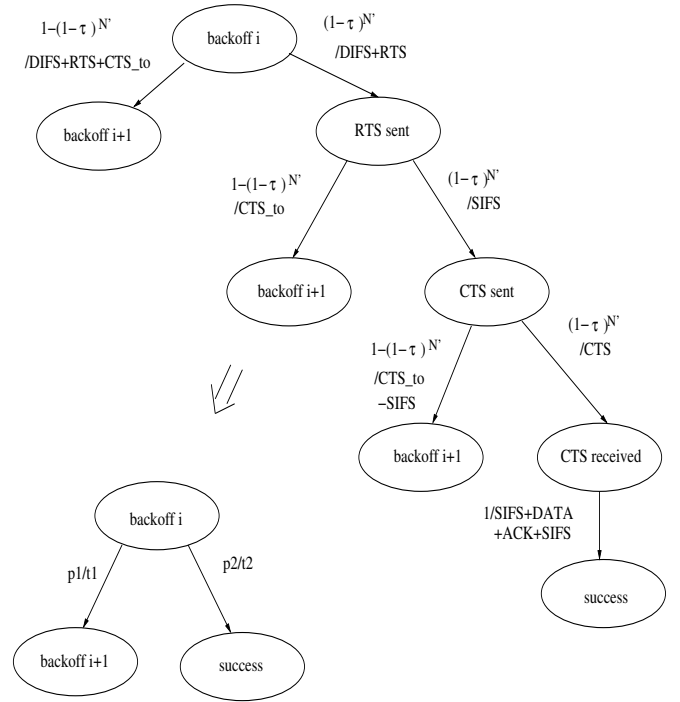 1−(1−τ)^N'
/DIFS+RTS+CTS_to
backoff i
(1−τ)^N'
/DIFS+RTS
backoff i+1
RTS sent
1−(1−τ)^N'
/CTS_to
(1−τ)^N'
/SIFS
backoff i+1
CTS sent
1−(1−τ)^N'
/CTS_to
−SIFS
(1−τ)^N'
/CTS
backoff i+1
CTS received
1/SIFS+DATA
+ACK+SIFS
success
backoff i
p1/t1
p2/t2
backoff i+1
success